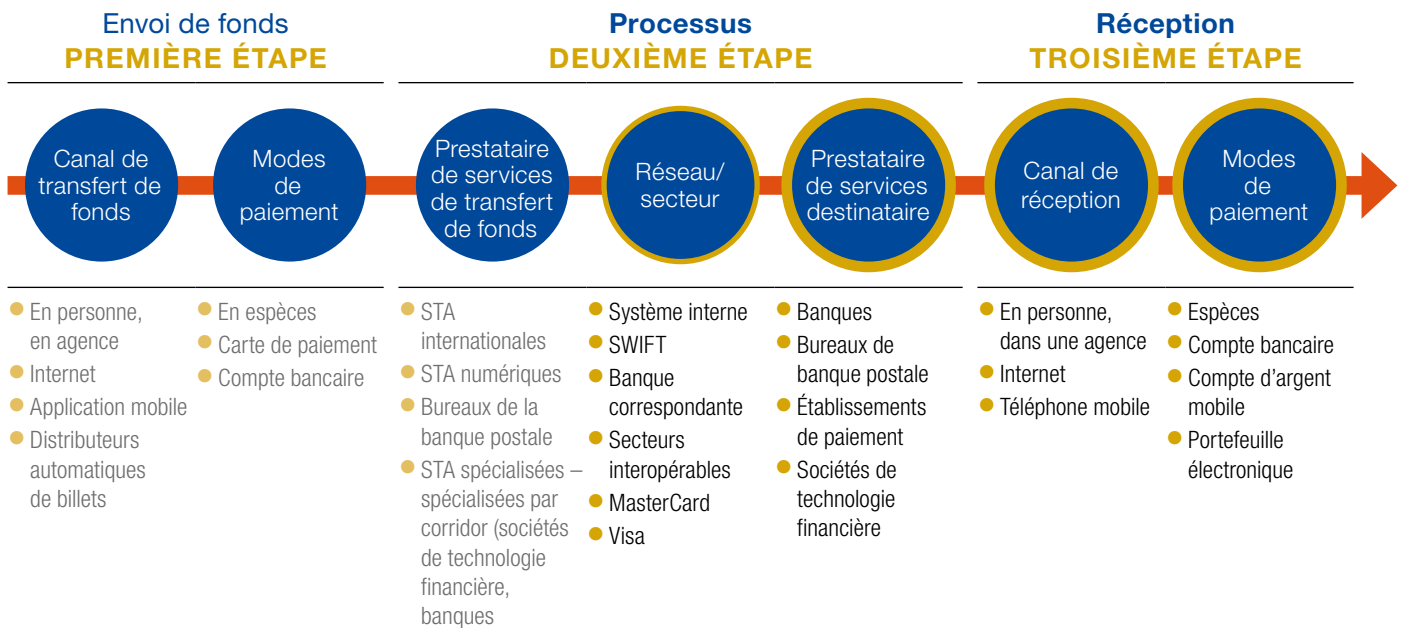 Envoi de fonds
PREMIÈRE ÉTAPE
Processus
DEUXIÈME ÉTAPE
Réception
TROISIÈME ÉTAPE
Canal de
transfert de
fonds
Modes
de
paiement
Prestataire
de services
de transfert
de fonds
Réseau/
secteur
Prestataire
de services
destinataire
Canal de
réception
Modes
de
paiement
● En personne,
en agence
● Internet
● Application mobile
● Distributeurs
automatiques
de billets
● En espèces
● Carte de paiement
● Compte bancaire
● STA
internationales
● STA numériques
● Bureaux de la
banque postale
● STA spécialisées –
spécialisées par
corridor (sociétés
de technologie
financière,
banques
● Système interne
● SWIFT
● Banque
correspondante
● Secteurs
interopérables
● MasterCard
● Visa
● Banques
● Bureaux de
banque postale
● Établissements
de paiement
● Sociétés de
technologie
financière
● En personne,
dans une agence
● Internet
● Téléphone mobile
● Espèces
● Compte bancaire
● Compte d'argent
mobile
● Portefeuille
électronique